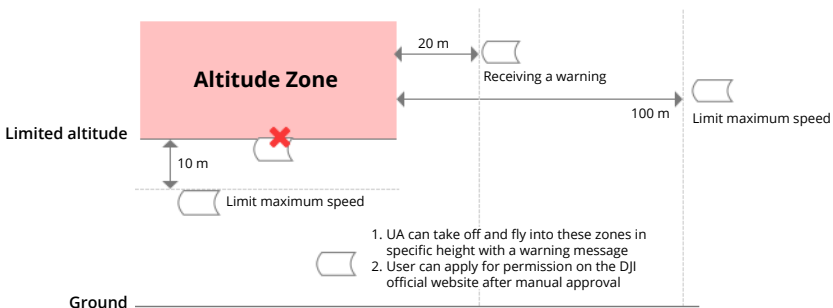 20 m
Receiving a warning
Altitude Zone
100 m
Limit maximum speed
Limited altitude
10 m
Limit maximum speed
1. UA can take off and fly into these zones in
specific height with a warning message
2. User can apply for permission on the DJI
official website after manual approval
Ground